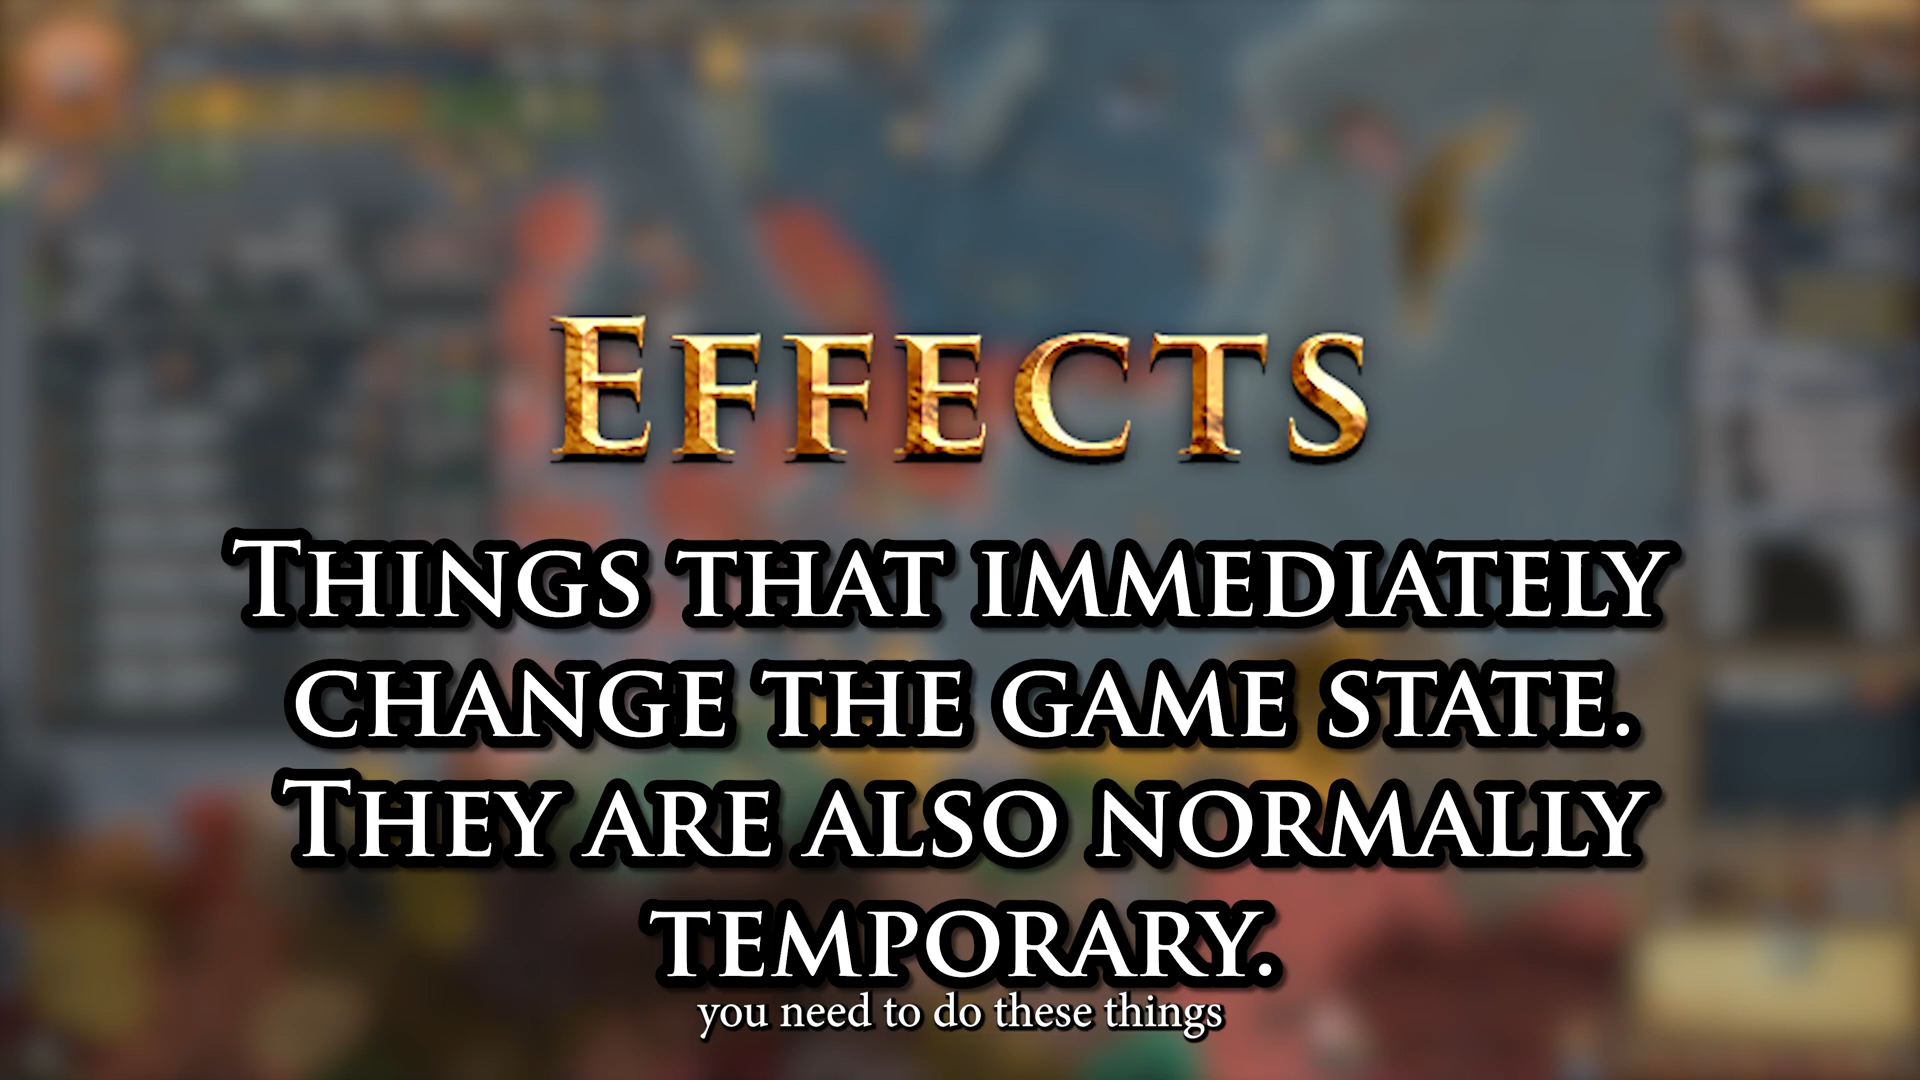 Effects
Things that immediately
change the game state.
They are also normally
temporary.
you need to do these things